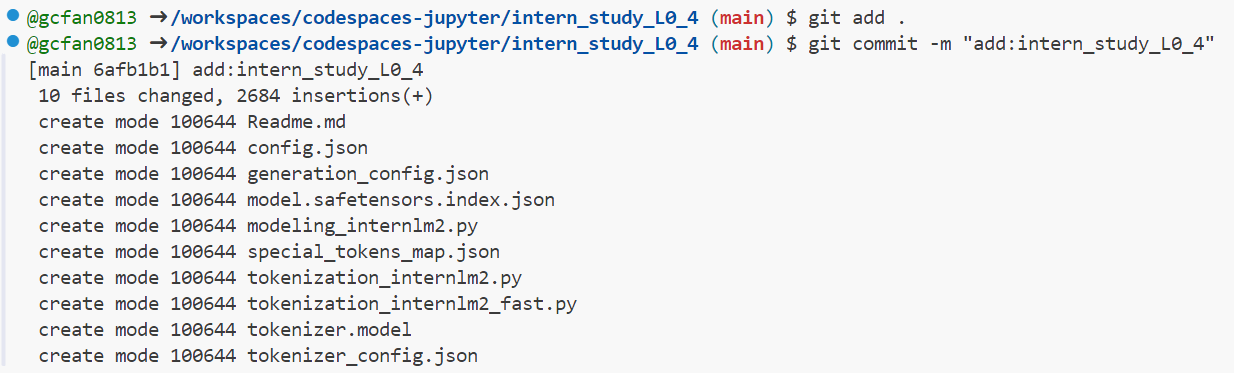 @gcfan0813 ➜/workspaces/codespaces-jupyter/intern_study_L0_4 (main) $ git add .
@gcfan0813 ➜/workspaces/codespaces-jupyter/intern_study_L0_4 (main) $ git commit -m "add:intern_study_L0_4"
[main 6afb1b1] add:intern_study_L0_4
 10 files changed, 2684 insertions(+)
 create mode 100644 Readme.md
 create mode 100644 config.json
 create mode 100644 generation_config.json
 create mode 100644 model.safetensors.index.json
 create mode 100644 modeling_internlm2.py
 create mode 100644 special_tokens_map.json
 create mode 100644 tokenization_internlm2.py
 create mode 100644 tokenization_internlm2_fast.py
 create mode 100644 tokenizer.model
 create mode 100644 tokenizer_config.json